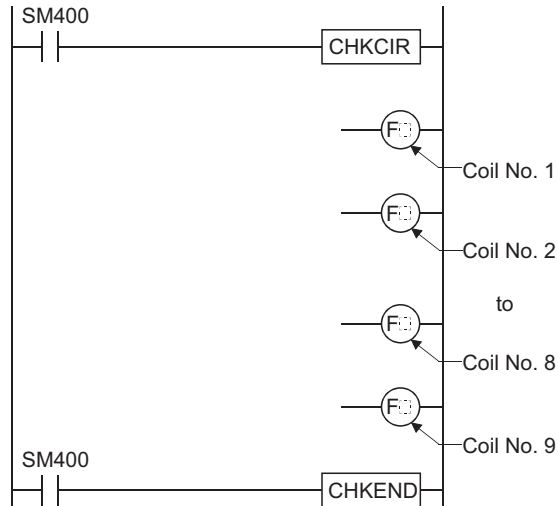 SM400
CHKCIR
F
Coil No. 1
F
Coil No. 2
to
F
Coil No. 8
F
Coil No. 9
SM400
CHKEND